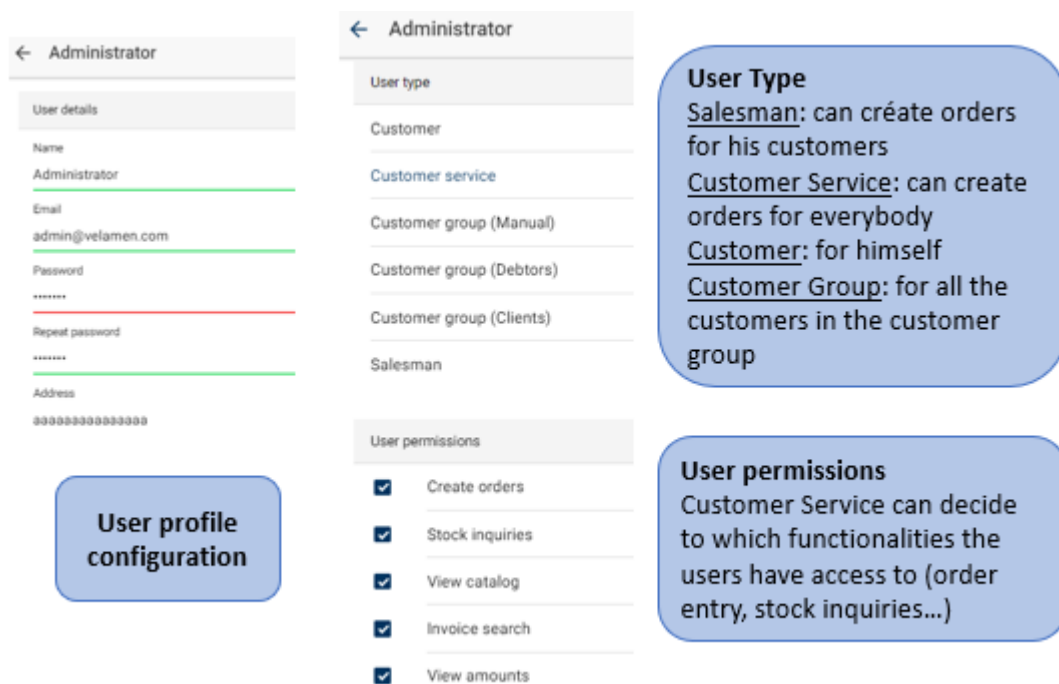 ← Administrator
User details
Name
Administrator
Email
admin@velamen.com
Password
•••••••
Repeat password
•••••••
Address
aaaaaaaaaaaaaaa
User profile
configuration
← Administrator
User type
Customer
Customer service
Customer group (Manual)
Customer group (Debtors)
Customer group (Clients)
Salesman
User permissions
Create orders
Stock inquiries
View catalog
Invoice search
View amounts
User Type
Salesman: can créate orders
for his customers
Customer Service: can create
orders for everybody
Customer: for himself
Customer Group: for all the
customers in the customer
group
User permissions
Customer Service can decide
to which functionalities the
users have access to (order
entry, stock inquiries…)